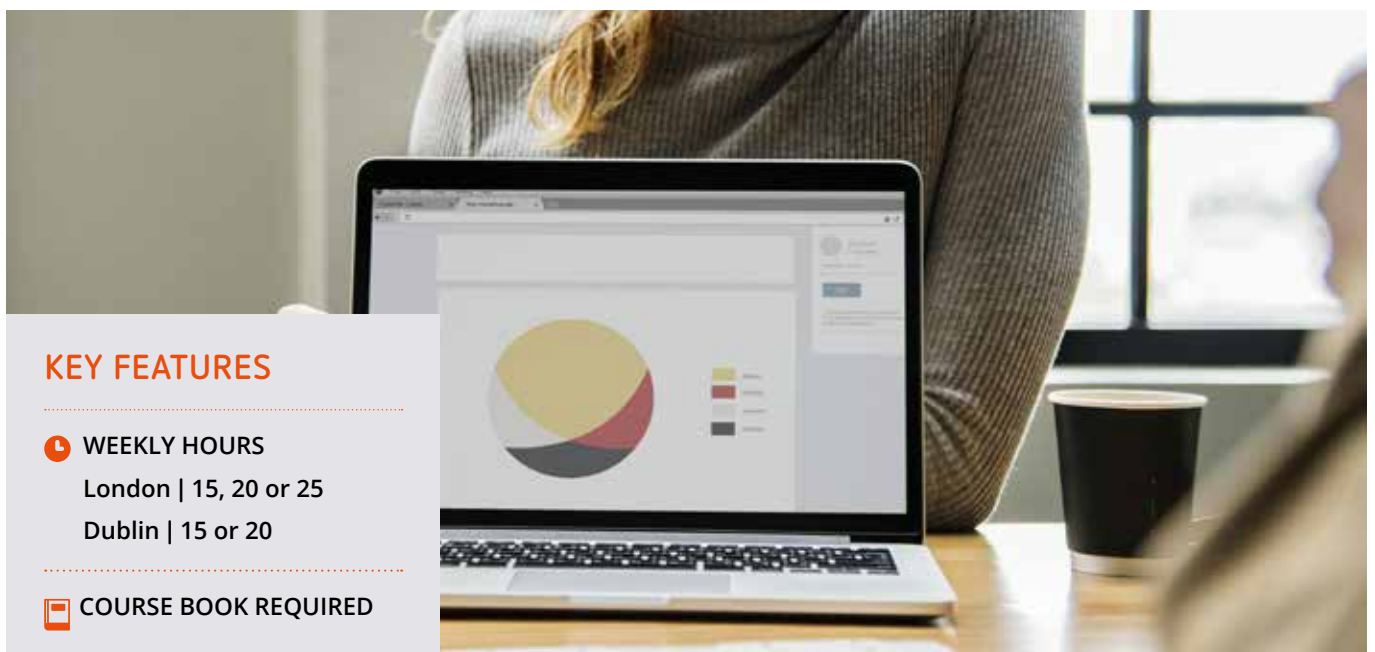 KEY FEATURES
WEEKLY HOURS
London | 15, 20 or 25
Dublin | 15 or 20
COURSE BOOK REQUIRED